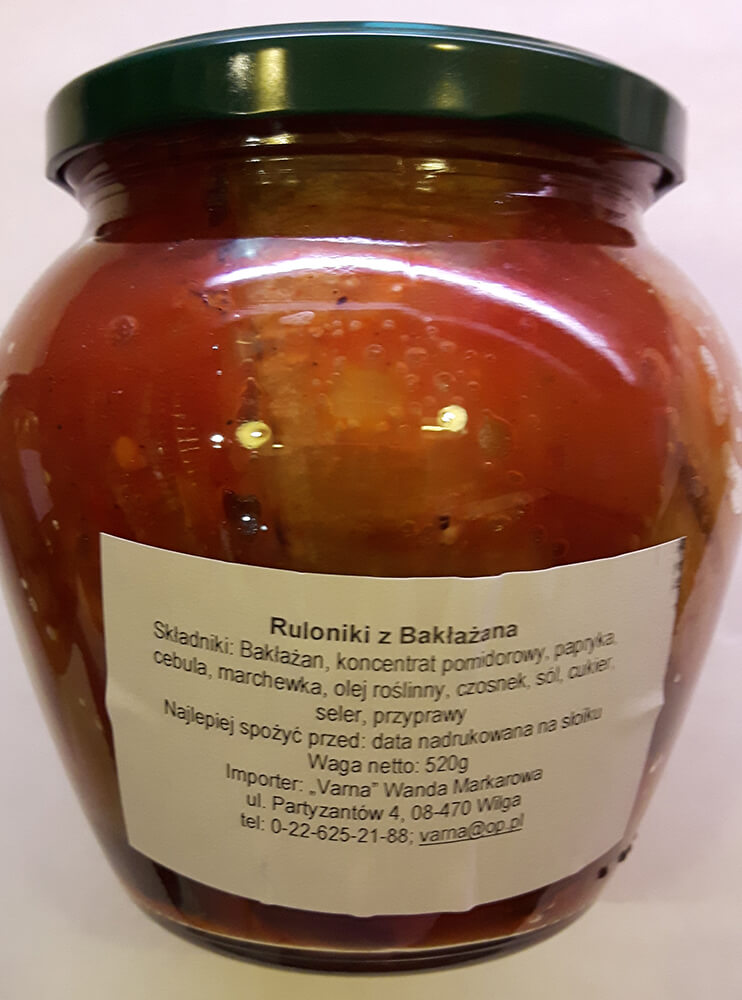 Ruloniki z Bakłażana
Składniki: Bakłażan, koncentrat pomidorowy, papryka,
cebula, marchewka, olej roślinny, czosnek, sól, cukier,
seler, przyprawy
Najlepiej spożyć przed: data nadrukowana na słoiku
Waga netto: 520g
Importer: „Varna” Wanda Markarowa
ul. Partyzantów 4, 08-470 Wilga
tel: 0-22-625-21-88; varna@op.pl